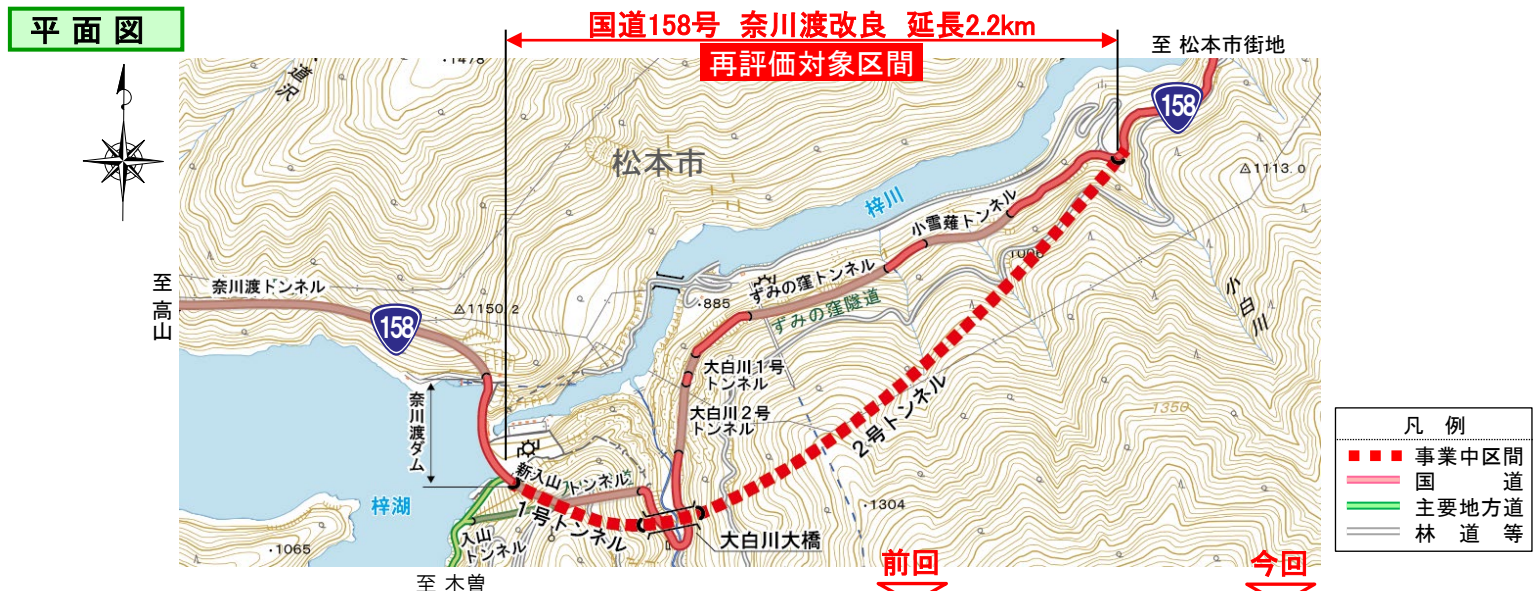 平面図
国道158号 奈川渡改良 延長2.2km
再評価対象区間
至 松本市街地
道沢
・1478
158
松本市
△1113.0
梓川
小雪薙トンネル
1006
至高山
奈川渡トンネル
158
△1150.2
・885
ずみの窪トンネル
ずみの窪隧道
小白川
大白川1号
トンネル
奈川渡ダム
大白川2号
トンネル
2号トンネル
1350
凡例
事業中区間
国道
主要地方道
林道等
新入山トンネル
梓湖
1号トンネル
入山
トンネル
大白川大橋
・1304
・1065
至 木曽
前回
今回